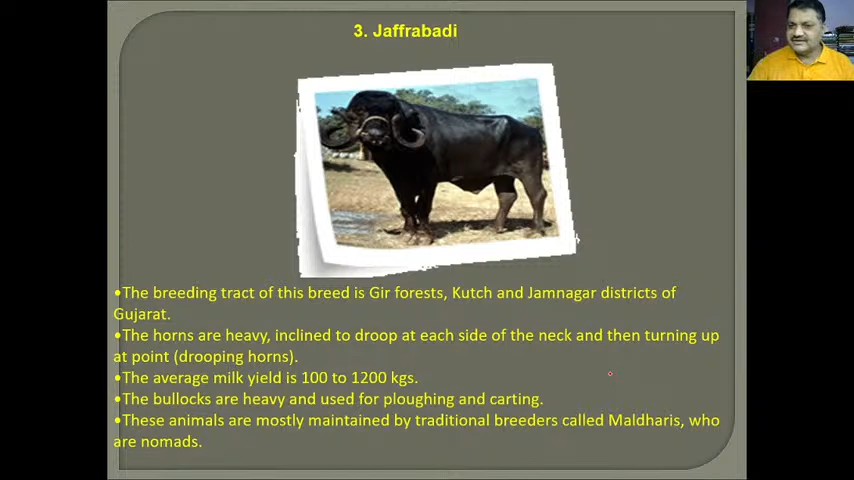 3. Jaffrabadi
•The breeding tract of this breed is Gir forests, Kutch and Jamnagar districts of
Gujarat.
•The horns are heavy, inclined to droop at each side of the neck and then turning up
at point (drooping horns).
•The average milk yield is 100 to 1200 kgs.
•The bullocks are heavy and used for ploughing and carting.
•These animals are mostly maintained by traditional breeders called Maldharis, who
are nomads.